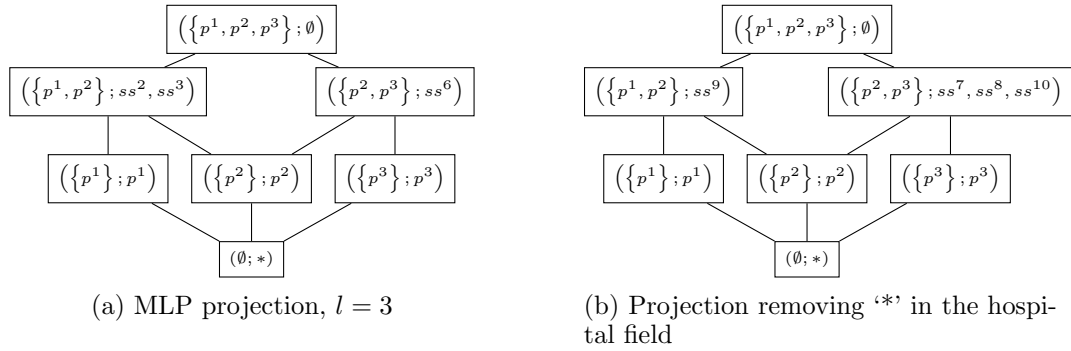 ({p¹, p², p³}; ∅) ({p¹, p², p³}; ∅)
({p¹, p²}; ss², ss³) ({p², p³}; ss⁶) ({p¹, p²}; ss⁹) ({p², p³}; ss⁷, ss⁸, ss¹⁰)
({p¹}; p¹) ({p²}; p²) ({p³}; p³) ({p¹}; p¹) ({p²}; p²) ({p³}; p³)
(∅; *) (∅; *)
(a) MLP projection, l = 3
(b) Projection removing ‘*’ in the hospi-
tal field